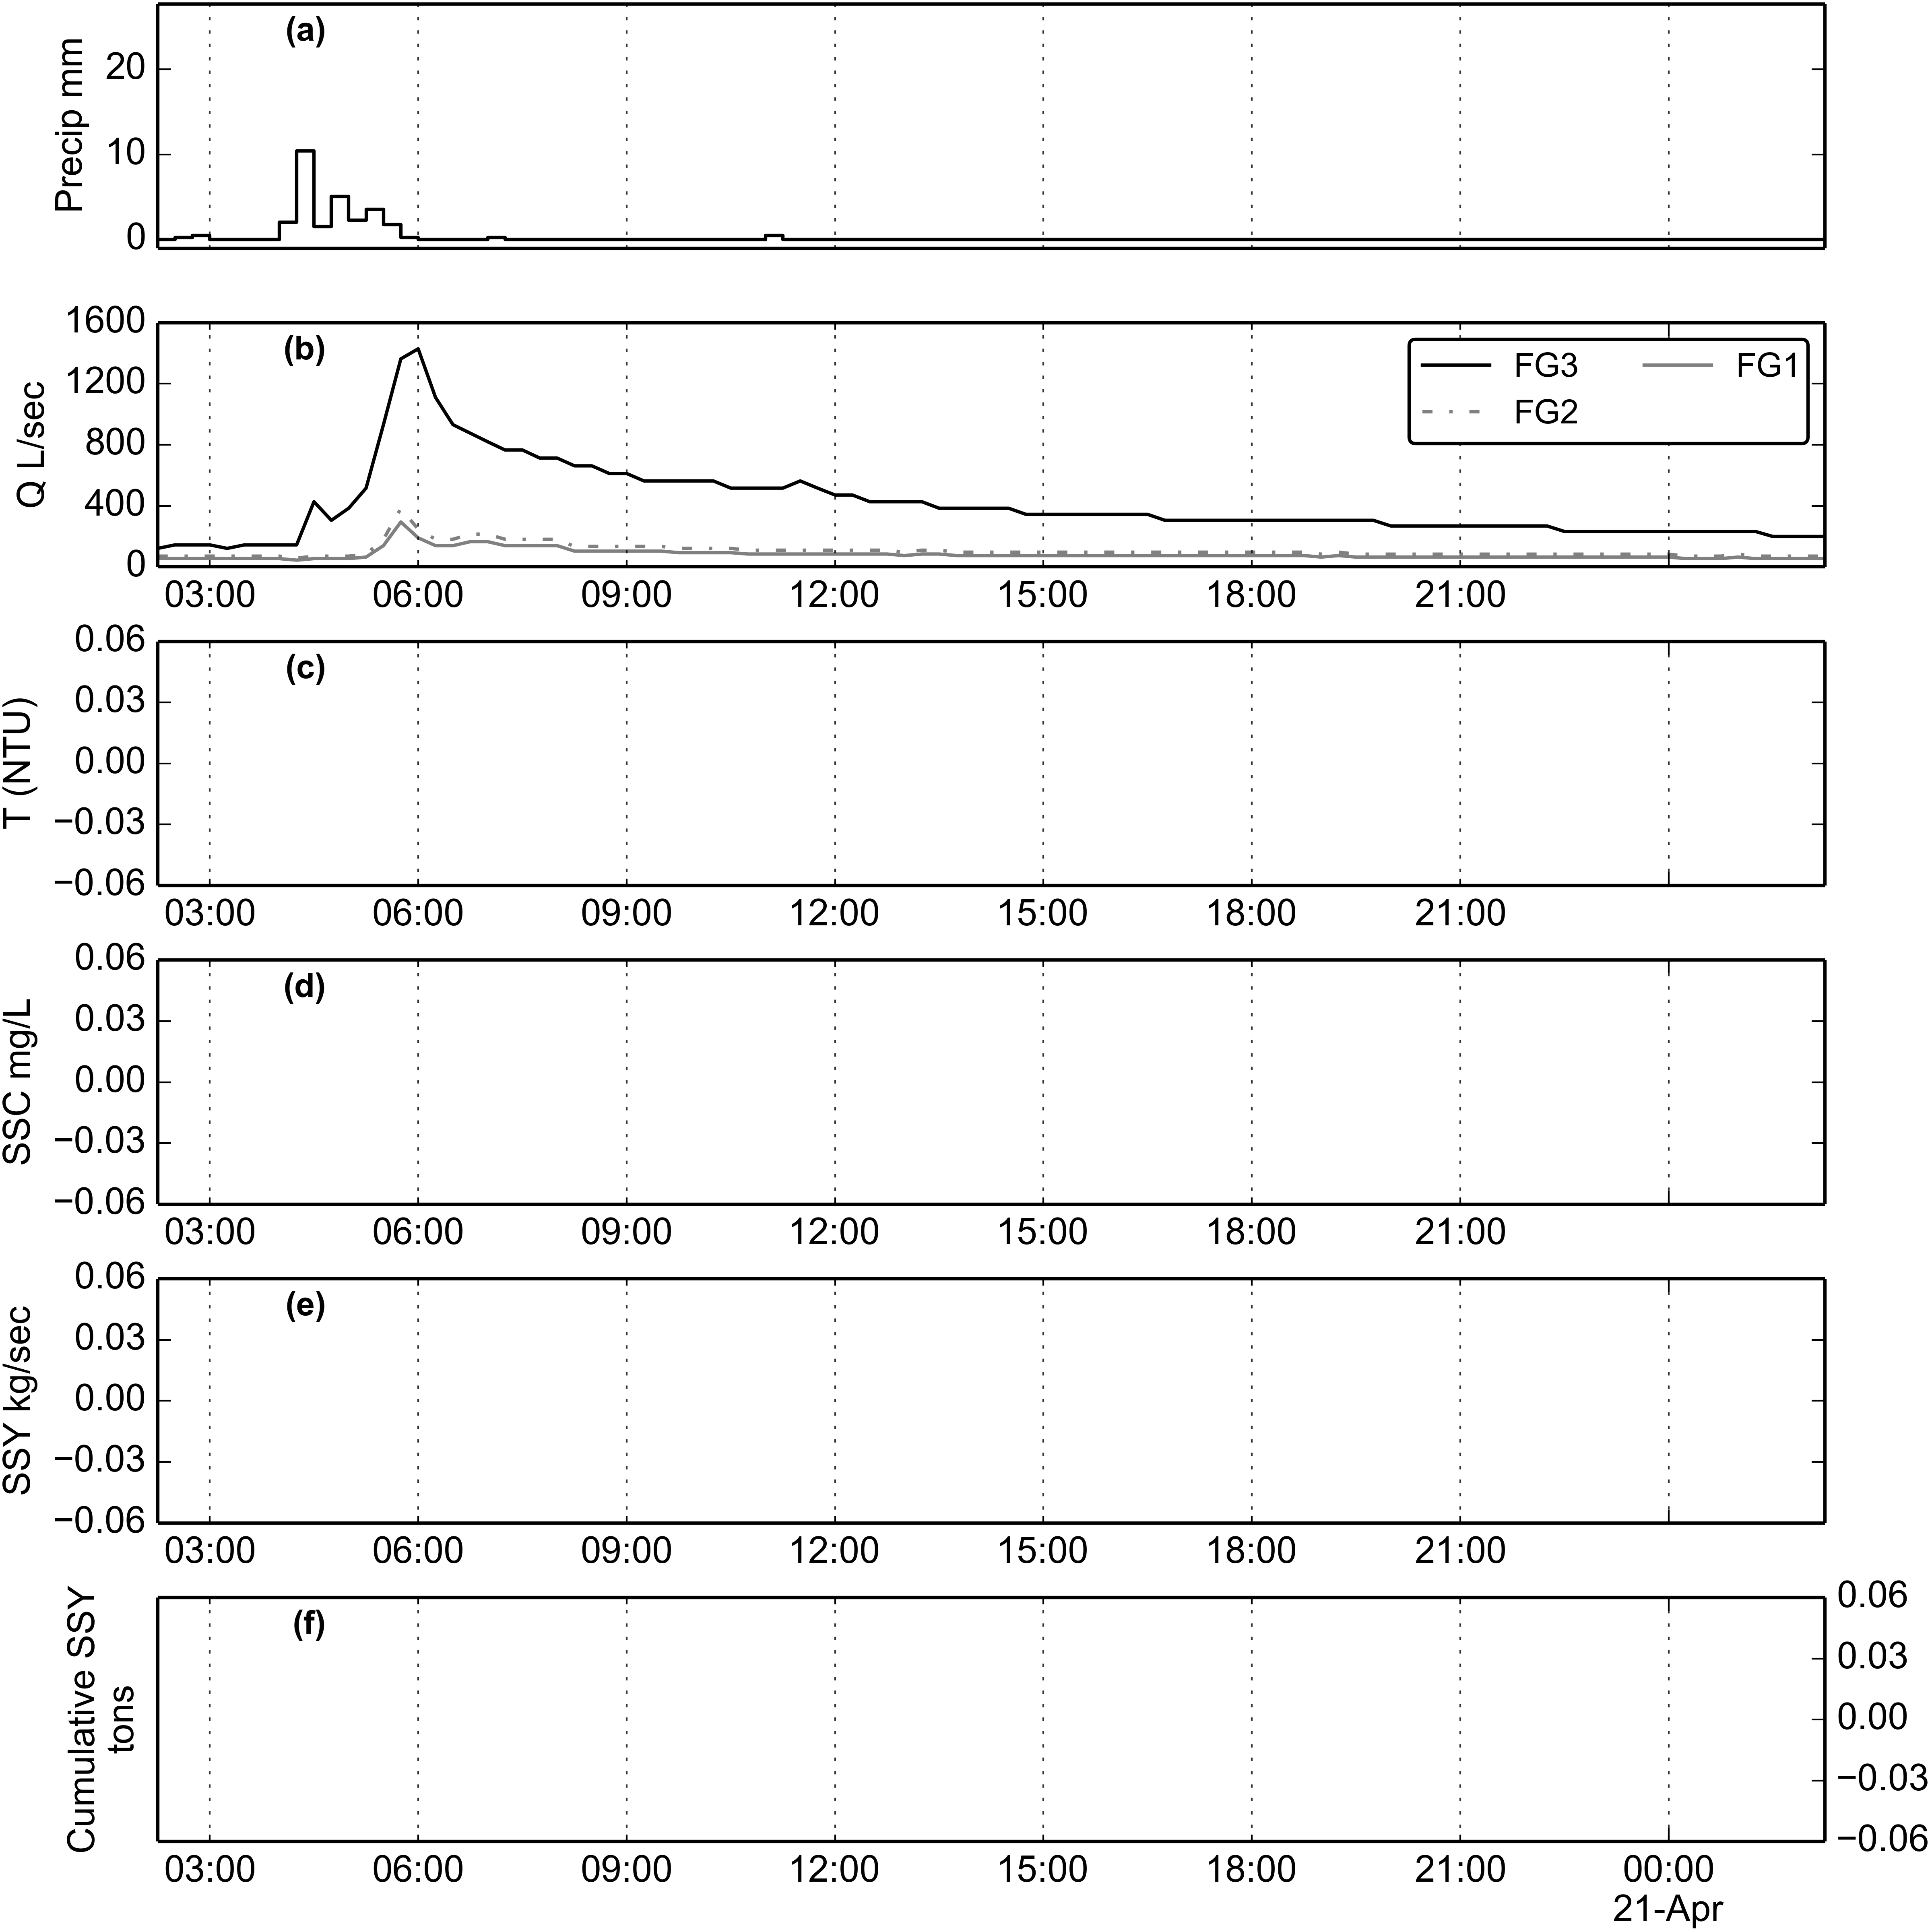 (a)
Precip mm
20
10
0
(b)
Q L/sec
1600
1200
800
400
0
FG3 FG1
FG2
03:00 06:00 09:00 12:00 15:00 18:00 21:00
(c)
T (NTU)
0.06
0.03
0.00
−0.03
−0.06
03:00 06:00 09:00 12:00 15:00 18:00 21:00
(d)
SSC mg/L
0.06
0.03
0.00
−0.03
−0.06
03:00 06:00 09:00 12:00 15:00 18:00 21:00
(e)
SSY kg/sec
0.06
0.03
0.00
−0.03
−0.06
03:00 06:00 09:00 12:00 15:00 18:00 21:00
(f)
Cumulative SSY
tons
0.06
0.03
0.00
−0.03
−0.06
03:00 06:00 09:00 12:00 15:00 18:00 21:00 00:00
21-Apr